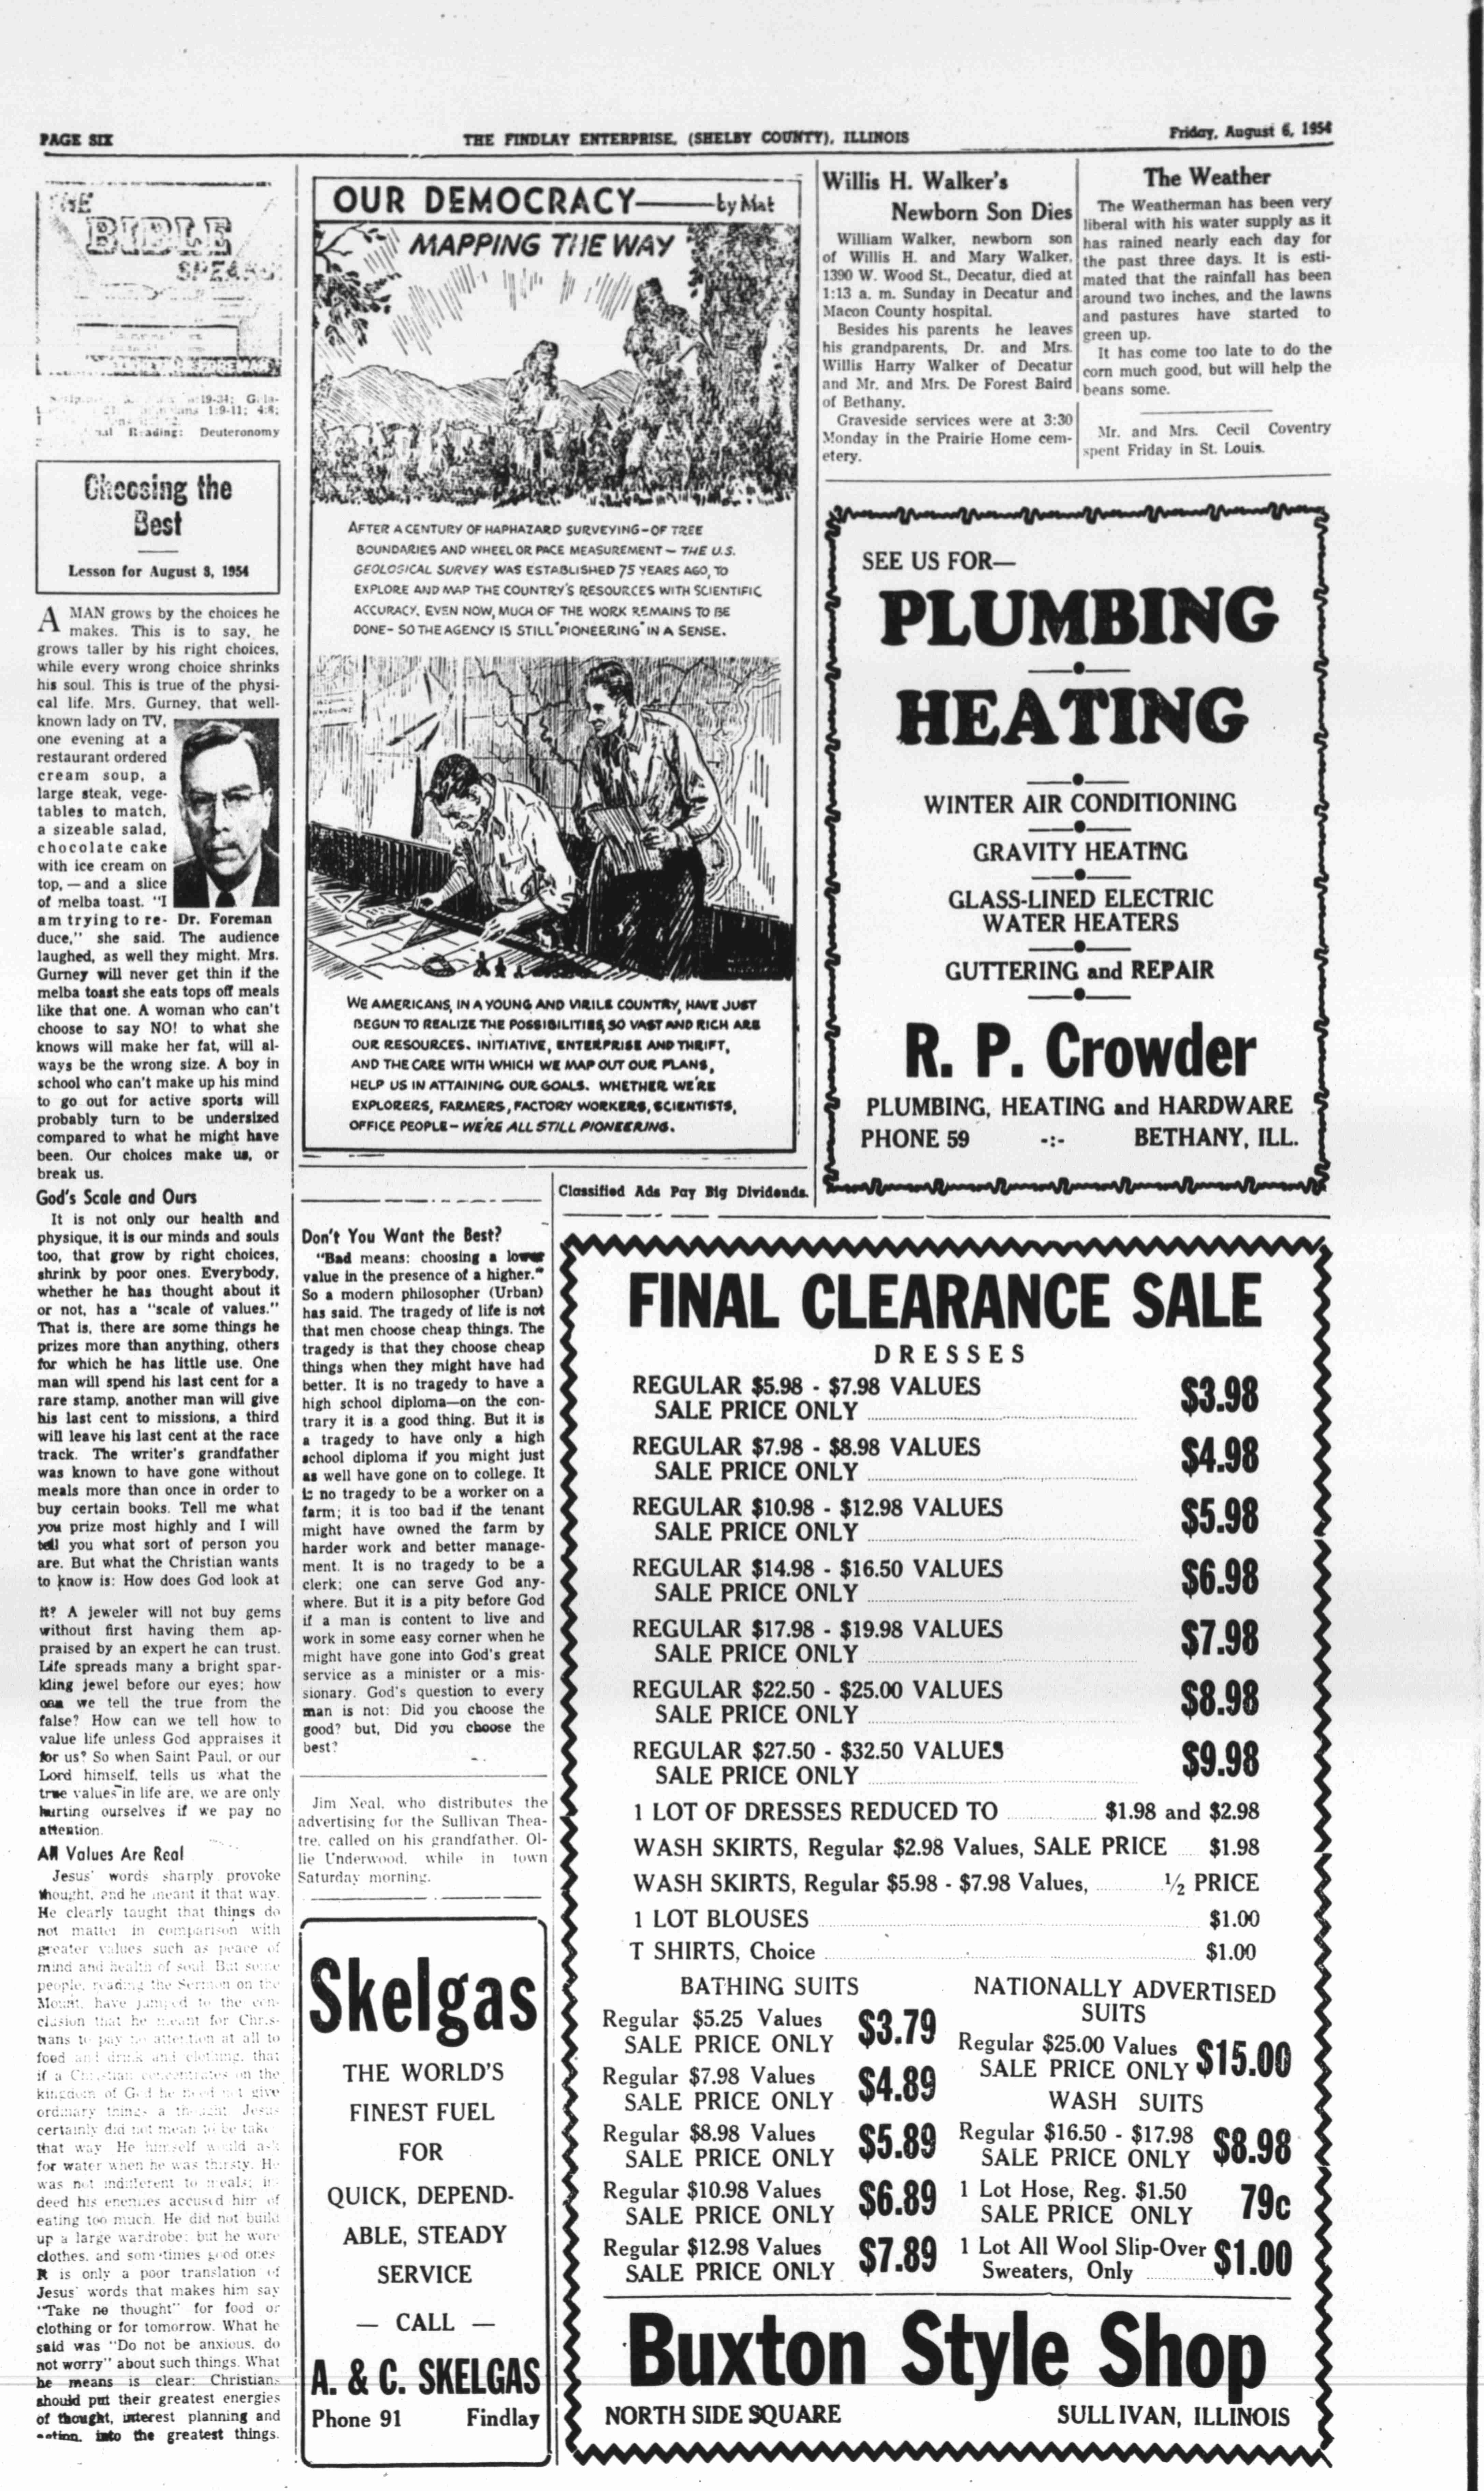 PAGE SIX
THE FINDLAY ENTERPRISE, (SHELBY COUNTY), ILLINOIS
Friday, August 6, 1954
THE
BIBLE
SPEAKS
9:19-24; Gala-
1:9-11; 4:8;
Reading: Deuteronomy
Choosing the
Best
Lesson for August 8, 1954
A MAN grows by the choices he
makes. This is to say, he
grows taller by his right choices,
while every wrong choice shrinks
his soul. This is true of the physi-
cal life. Mrs. Gurney, that well-
known lady on TV,
one evening at a
restaurant ordered
cream soup, a
large steak, vege-
tables to match,
a sizeable salad,
chocolate cake
with ice cream on
top, — and a slice
of melba toast. "I
am trying to re-
Dr. Foreman
duce," she said. The audience
laughed, as well they might. Mrs.
Gurney will never get thin if the
melba toast she eats tops off meals
like that one. A woman who can't
choose to say NO! to what she
knows will make her fat, will al-
ways be the wrong size. A boy in
school who can't make up his mind
to go out for active sports will
probably turn to be undersized
compared to what he might have
been. Our choices make us, or
break us.
God's Scale and Ours
It is not only our health and
physique, it is our minds and souls
too, that grow by right choices,
shrink by poor ones. Everybody,
whether he has thought about it
or not, has a "scale of values."
That is, there are some things he
prizes more than anything, others
for which he has little use. One
man will spend his last cent for a
rare stamp, another man will give
his last cent to missions, a third
will leave his last cent at the race
track. The writer's grandfather
was known to have gone without
meals more than once in order to
buy certain books. Tell me what
you prize most highly and I will
tell you what sort of person you
are. But what the Christian wants
to know is: How does God look at
it? A jeweler will not buy gems
without first having them ap-
praised by an expert he can trust.
Life spreads many a bright spar-
kling jewel before our eyes; how
can we tell the true from the
false? How can we tell how to
value life unless God appraises it
for us? So when Saint Paul, or our
Lord himself, tells us what the
true values in life are, we are only
hurting ourselves if we pay no
attention.
All Values Are Real
Jesus' words sharply provoke
thought, and he meant it that way.
He clearly taught that things do
not matter in comparison with
greater values such as peace of
mind and health of soul. But some
people, reading the Sermon on the
Mount, have jumped to the con-
clusion that he meant for Chris-
tians to pay no attention at all to
food and drink and clothing, that
if a Christian concentrates on the
kingdom of God he need not give
ordinary things a thought. Jesus
certainly did not mean to be take
that way He himself would ask
for water when he was thirsty. He
was not indifferent to meals; in-
deed his enemies accused him of
eating too much. He did not build
up a large wardrobe; but he wore
clothes, and sometimes good ones
It is only a poor translation of
Jesus' words that makes him say
"Take no thought" for food or
clothing or for tomorrow. What he
said was "Do not be anxious, do
not worry" about such things. What
he means is clear: Christians
should put their greatest energies
of thought, interest planning and
action, into the greatest things.
OUR DEMOCRACY——by Mat
MAPPING THE WAY
AFTER A CENTURY OF HAPHAZARD SURVEYING-OF TREE
BOUNDARIES AND WHEEL OR PACE MEASUREMENT — THE U.S.
GEOLOGICAL SURVEY WAS ESTABLISHED 75 YEARS AGO, TO
EXPLORE AND MAP THE COUNTRY'S RESOURCES WITH SCIENTIFIC
ACCURACY. EVEN NOW, MUCH OF THE WORK REMAINS TO BE
DONE- SO THE AGENCY IS STILL "PIONEERING" IN A SENSE.
WE AMERICANS, IN A YOUNG AND VIRILE COUNTRY, HAVE JUST
BEGUN TO REALIZE THE POSSIBILITIES, SO VAST AND RICH ARE
OUR RESOURCES. INITIATIVE, ENTERPRISE AND THRIFT,
AND THE CARE WITH WHICH WE MAP OUT OUR PLANS,
HELP US IN ATTAINING OUR GOALS. WHETHER WE'RE
EXPLORERS, FARMERS, FACTORY WORKERS, SCIENTISTS,
OFFICE PEOPLE - WE'RE ALL STILL PIONEERING.
Don't You Want the Best?
"Bad means: choosing a lower
value in the presence of a higher."
So a modern philosopher (Urban)
has said. The tragedy of life is not
that men choose cheap things. The
tragedy is that they choose cheap
things when they might have had
better. It is no tragedy to have a
high school diploma—on the con-
trary it is a good thing. But it is
a tragedy to have only a high
school diploma if you might just
as well have gone on to college. It
is no tragedy to be a worker on a
farm; it is too bad if the tenant
might have owned the farm by
harder work and better manage-
ment. It is no tragedy to be a
clerk; one can serve God any-
where. But it is a pity before God
if a man is content to live and
work in some easy corner when he
might have gone into God's great
service as a minister or a mis-
sionary. God's question to every
man is not: Did you choose the
good? but, Did you choose the
best?
Jim Neal, who distributes the
advertising for the Sullivan Thea-
tre, called on his grandfather, Ol-
lie Underwood, while in town
Saturday morning.
Skelgas
THE WORLD'S
FINEST FUEL
FOR
QUICK, DEPEND-
ABLE, STEADY
SERVICE
— CALL —
A. & C. SKELGAS
Phone 91 Findlay
Willis H. Walker's
Newborn Son Dies
William Walker, newborn son
of Willis H. and Mary Walker,
1390 W. Wood St., Decatur, died at
1:13 a. m. Sunday in Decatur and
Macon County hospital.
Besides his parents he leaves
his grandparents, Dr. and Mrs.
Willis Harry Walker of Decatur
and Mr. and Mrs. De Forest Baird
of Bethany.
Graveside services were at 3:30
Monday in the Prairie Home cem-
etery.
The Weather
The Weatherman has been very
liberal with his water supply as it
has rained nearly each day for
the past three days. It is esti-
mated that the rainfall has been
around two inches, and the lawns
and pastures have started to
green up.
It has come too late to do the
corn much good, but will help the
beans some.
Mr. and Mrs. Cecil Coventry
spent Friday in St. Louis.
SEE US FOR—
PLUMBING
HEATING
WINTER AIR CONDITIONING
GRAVITY HEATING
GLASS-LINED ELECTRIC
WATER HEATERS
GUTTERING and REPAIR
R. P. Crowder
PLUMBING, HEATING and HARDWARE
PHONE 59 -:- BETHANY, ILL.
Classified Ads Pay Big Dividends.
FINAL CLEARANCE SALE
DRESSES
REGULAR $5.98 - $7.98 VALUES
SALE PRICE ONLY $3.98
REGULAR $7.98 - $8.98 VALUES
SALE PRICE ONLY $4.98
REGULAR $10.98 - $12.98 VALUES
SALE PRICE ONLY $5.98
REGULAR $14.98 - $16.50 VALUES
SALE PRICE ONLY $6.98
REGULAR $17.98 - $19.98 VALUES
SALE PRICE ONLY $7.98
REGULAR $22.50 - $25.00 VALUES
SALE PRICE ONLY $8.98
REGULAR $27.50 - $32.50 VALUES
SALE PRICE ONLY $9.98
1 LOT OF DRESSES REDUCED TO $1.98 and $2.98
WASH SKIRTS, Regular $2.98 Values, SALE PRICE $1.98
WASH SKIRTS, Regular $5.98 - $7.98 Values, ½ PRICE
1 LOT BLOUSES $1.00
T SHIRTS, Choice $1.00
BATHING SUITS
Regular $5.25 Values
SALE PRICE ONLY $3.79
Regular $7.98 Values
SALE PRICE ONLY $4.89
Regular $8.98 Values
SALE PRICE ONLY $5.89
Regular $10.98 Values
SALE PRICE ONLY $6.89
Regular $12.98 Values
SALE PRICE ONLY $7.89
NATIONALLY ADVERTISED
SUITS
Regular $25.00 Values
SALE PRICE ONLY $15.00
WASH SUITS
Regular $16.50 - $17.98
SALE PRICE ONLY $8.98
1 Lot Hose, Reg. $1.50
SALE PRICE ONLY 79c
1 Lot All Wool Slip-Over
Sweaters, Only $1.00
Buxton Style Shop
NORTH SIDE SQUARE SULLIVAN, ILLINOIS